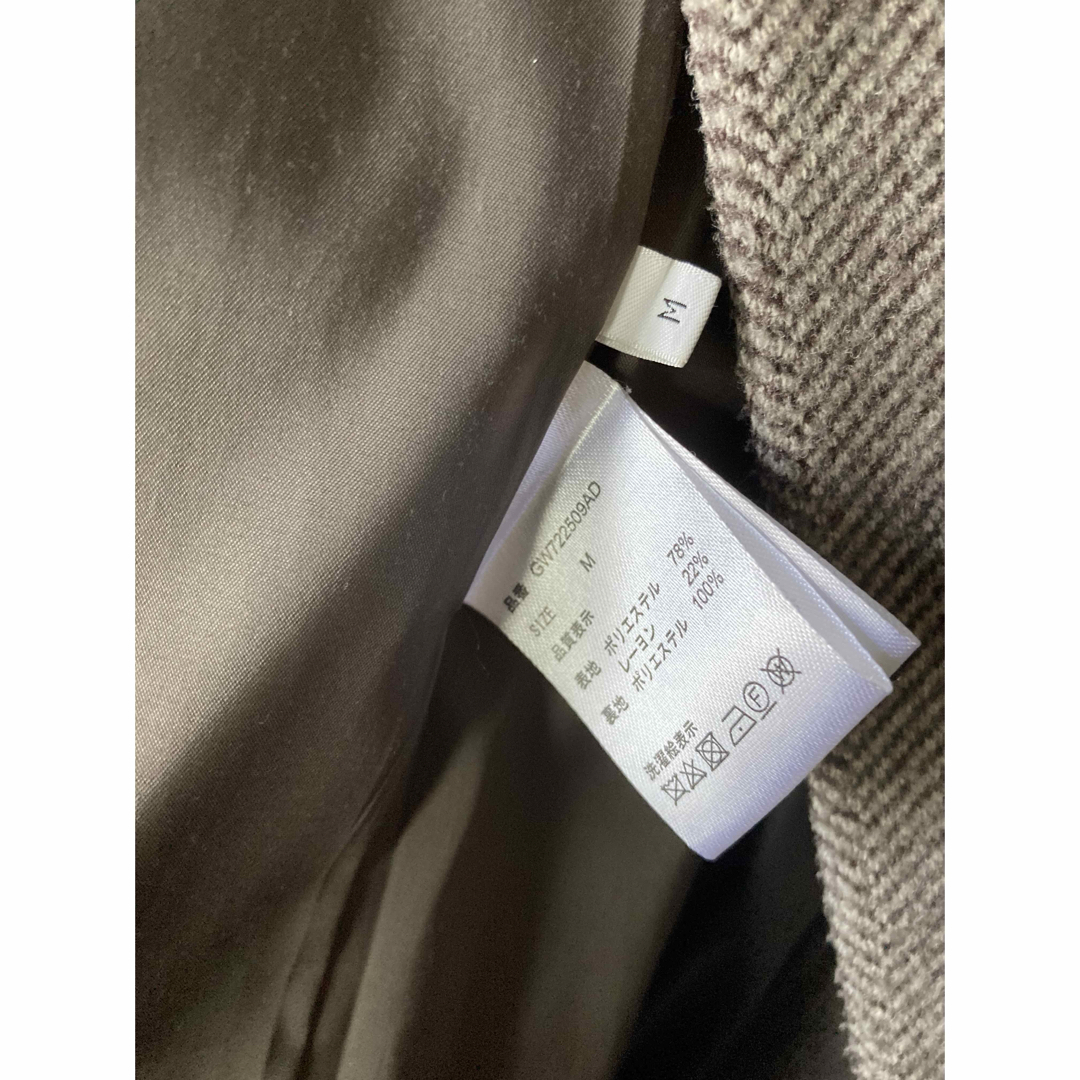 M
品番 GW722509AD
SIZE M
品質表示
表地 ポリエステル 78%
レーヨン 22%
裏地 ポリエステル 100%
洗濯絵表示
F W